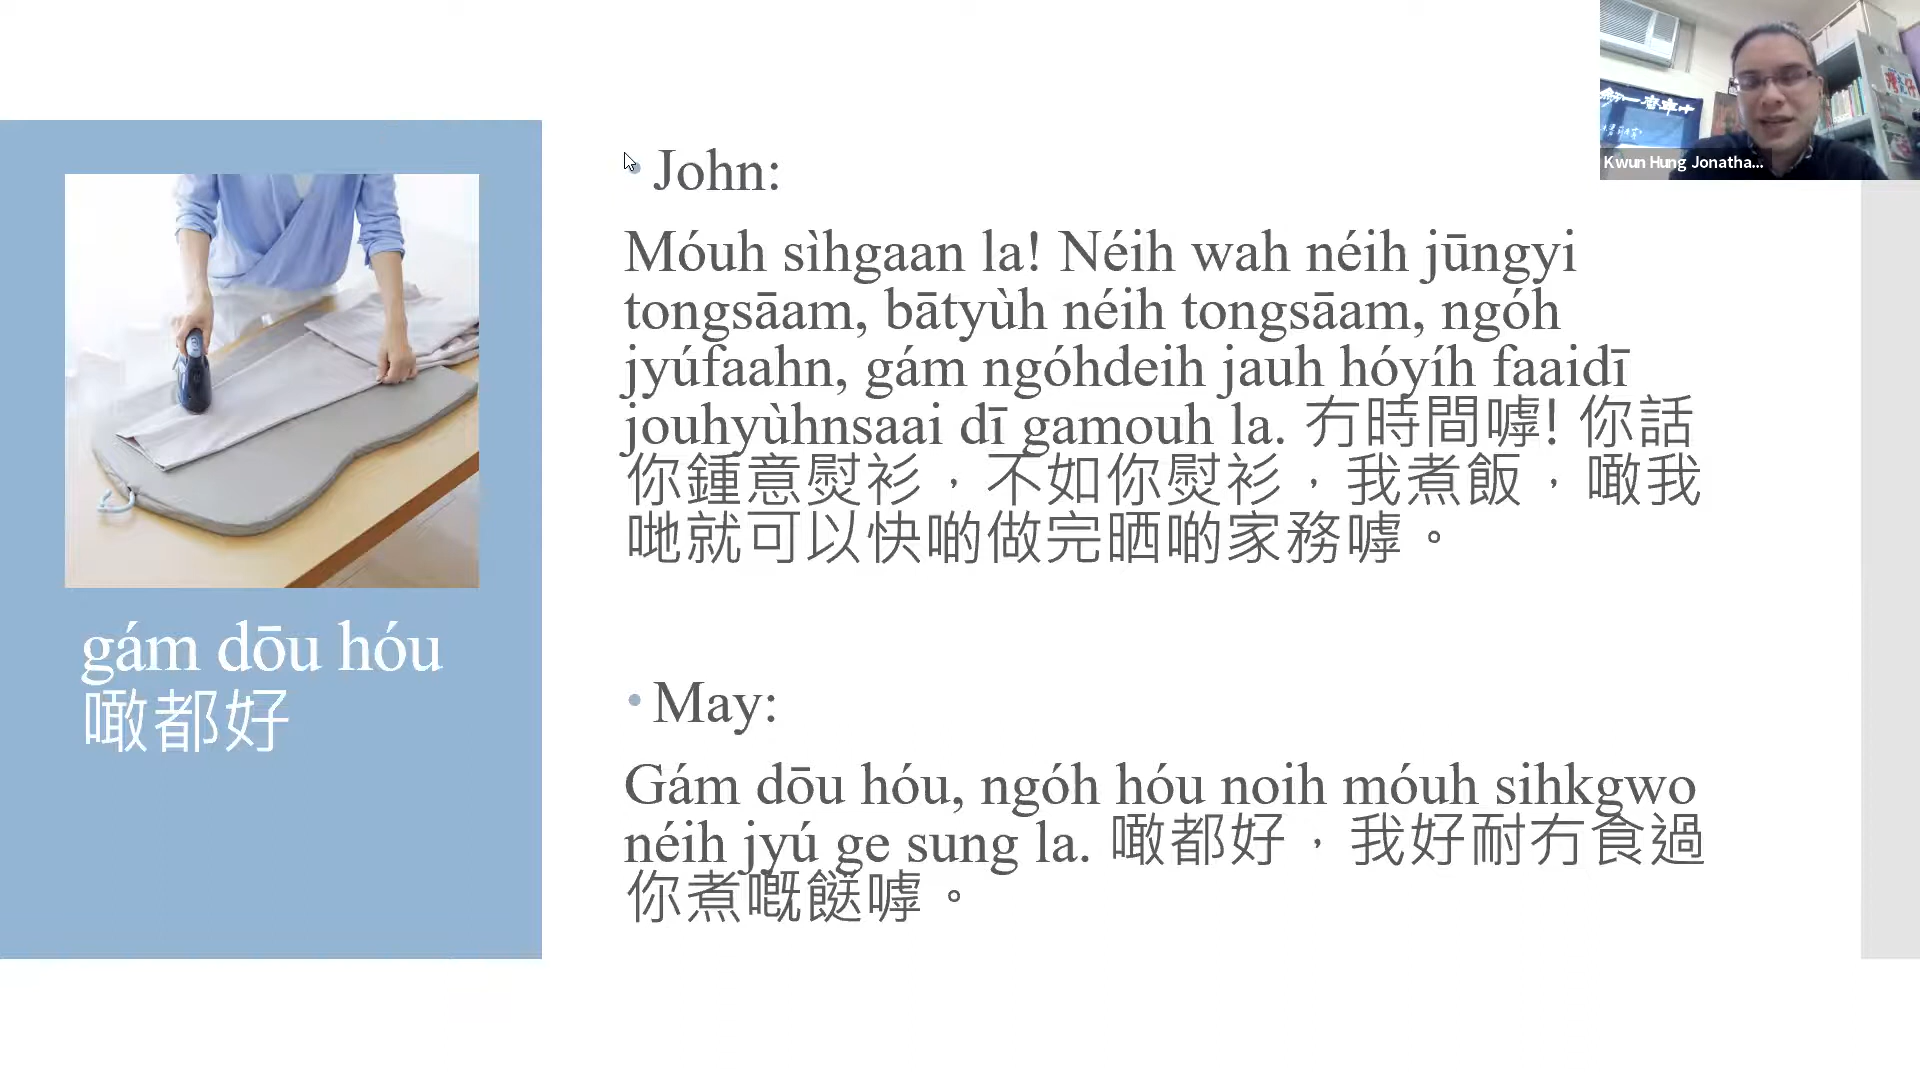 Kwun Hung Jonatha...
gám dōu hóu
噉都好
John:
Móuh sìhgaan la! Néih wah néih jūngyi
tongsāam, bātyùh néih tongsāam, ngóh
jyúfaahn, gám ngóhdeih jauh hóyíh faaidī
jouhyùhnsaai dī gamouh la. 冇時間嘑! 你話
你鍾意熨衫，不如你熨衫，我煮飯，噉我
哋就可以快啲做完晒啲家務嘑。
May:
Gám dōu hóu, ngóh hóu noih móuh sihkgwo
néih jyú ge sung la. 噉都好，我好耐冇食過
你煮嘅餸嘑。